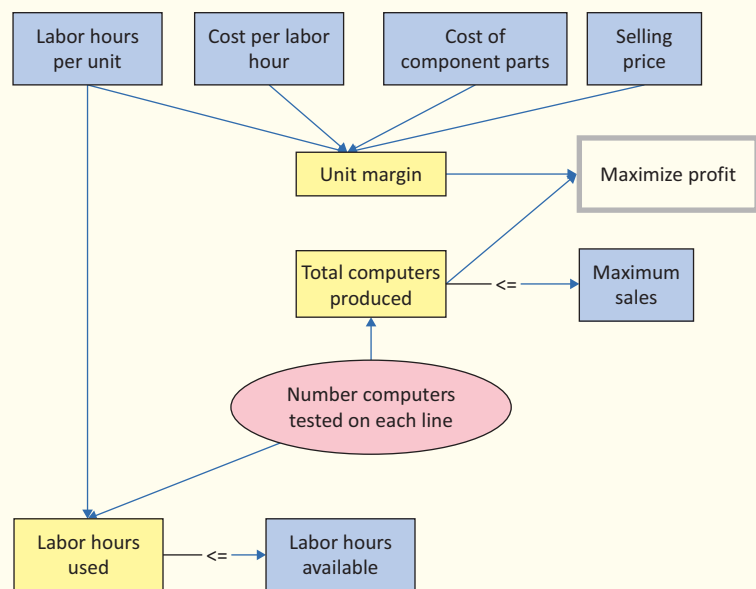 Labor hours
per unit
Cost per labor
hour
Cost of
component parts
Selling
price
Unit margin
Maximize profit
Total computers
produced
<=
Maximum
sales
Number computers
tested on each line
Labor hours
used
<=
Labor hours
available